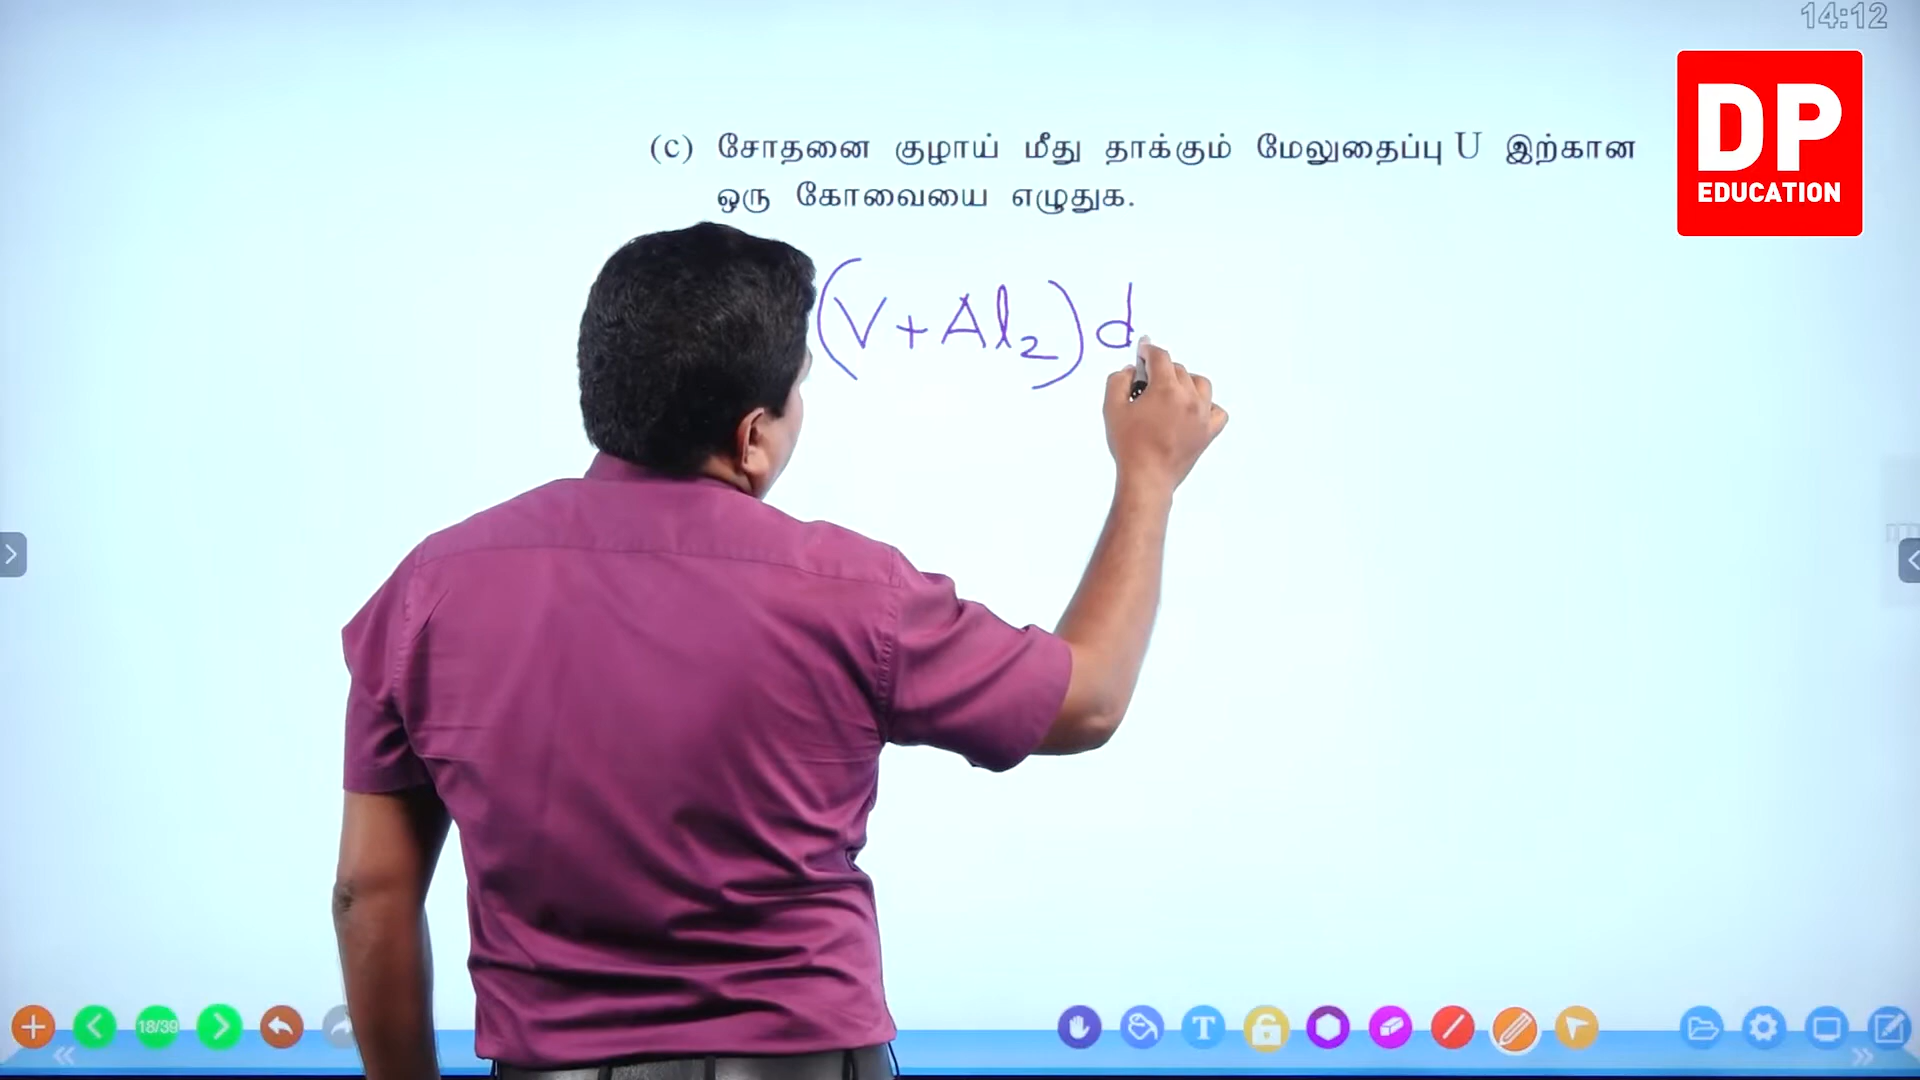 14:12
DP
EDUCATION
(c) சோதனை குழாய் மீது தாக்கும் மேலுதைப்பு U இற்கான
ஒரு கோவையை எழுதுக.
(V+Al₂)d
18/39
T